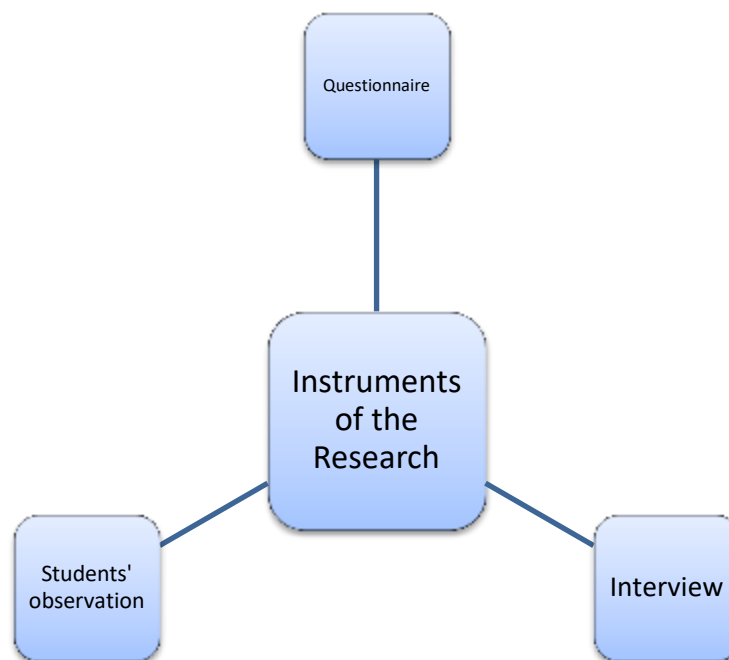 Questionnaire
Instruments
of the
Research
Students'
observation
Interview